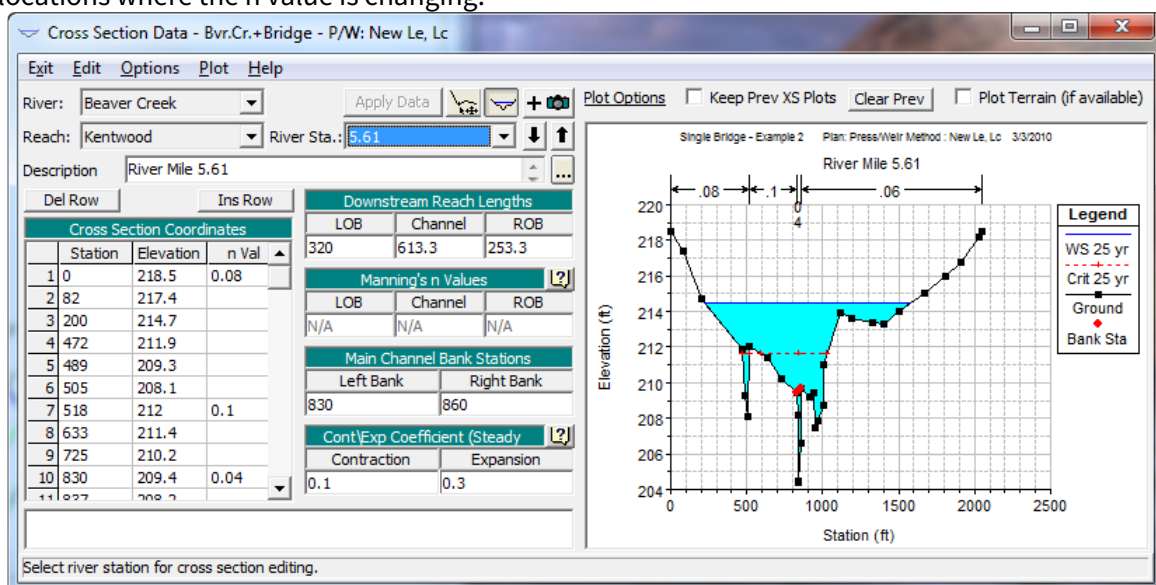 locations where the n value is changing.
Cross Section Data - Bvr.Cr.+Bridge - P/W: New Le, Lc
Exit Edit Options Plot Help
River: Beaver Creek Apply Data
Reach: Kentwood River Sta.: 5.61
Description River Mile 5.61 ...
Del Row Ins Row
Cross Section Coordinates
Station Elevation n Val
1 0 218.5 0.08
2 82 217.4
3 200 214.7
4 472 211.9
5 489 209.3
6 505 208.1
7 518 212 0.1
8 633 211.4
9 725 210.2
10 830 209.4 0.04
11 837 208.2
Downstream Reach Lengths
LOB Channel ROB
320 613.3 253.3
Manning's n Values
LOB Channel ROB
N/A N/A N/A
Main Channel Bank Stations
Left Bank Right Bank
830 860
Cont\Exp Coefficient (Steady
Contraction Expansion
0.1 0.3
Plot Options Keep Prev XS Plots Clear Prev Plot Terrain (if available)
Single Bridge - Example 2 Plan: Press/Weir Method : New Le, Lc 3/3/2010
River Mile 5.61
.08 .1 .06
0
4
220
218
216
214
212
210
208
206
204
Elevation (ft)
0 500 1000 1500 2000 2500
Station (ft)
Legend
WS 25 yr
Crit 25 yr
Ground
Bank Sta
Select river station for cross section editing.